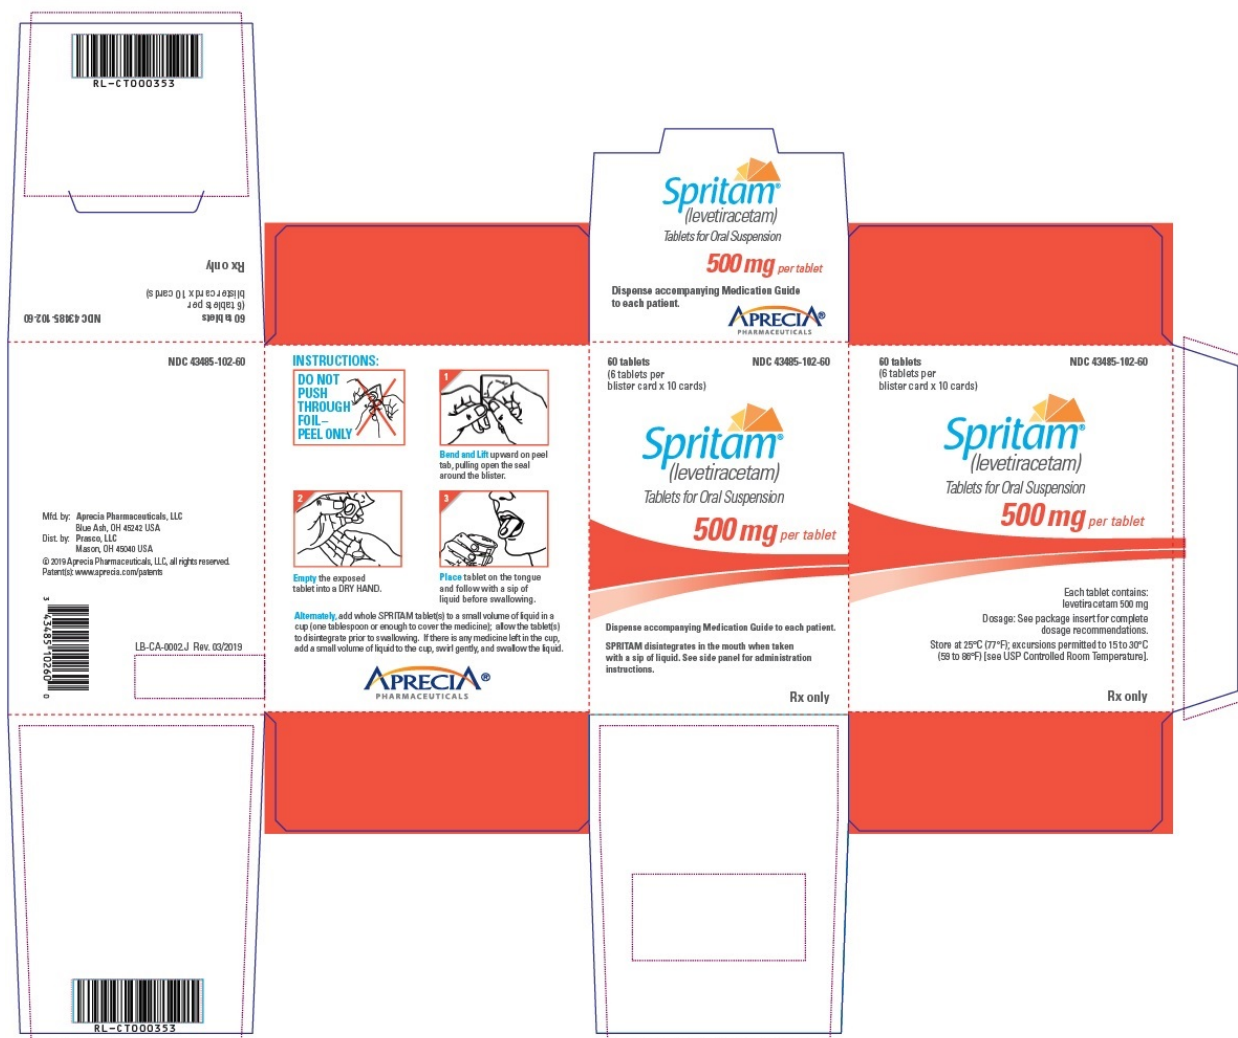 RL-CT000353
Rx only
60 tablets
(6 tablets per
blister card x 10 cards)
NDC 43485-102-60
NDC 43485-102-60
Mfd. by: Aprecia Pharmaceuticals, LLC
Blue Ash, OH 45242 USA
Dist. by: Prasco, LLC
Mason, OH 45040 USA
© 2019 Aprecia Pharmaceuticals, LLC, all rights reserved.
Patent(s): www.aprecia.com/patents
3 43485 10260 0
LB-CA-0002.J Rev. 03/2019
RL-CT000353
INSTRUCTIONS:
DO NOT
PUSH
THROUGH
FOIL–
PEEL ONLY
1
Bend and Lift upward on peel
tab, pulling open the seal
around the blister.
2
Empty the exposed
tablet into a DRY HAND.
3
Place tablet on the tongue
and follow with a sip of
liquid before swallowing.
Alternately, add whole SPRITAM tablet(s) to a small volume of liquid in a
cup (one tablespoon or enough to cover the medicine); allow the tablet(s)
to disintegrate prior to swallowing. If there is any medicine left in the cup,
add a small volume of liquid to the cup, swirl gently, and swallow the liquid.
APRECIA®
PHARMACEUTICALS
Spritam®
(levetiracetam)
Tablets for Oral Suspension
500 mg per tablet
Dispense accompanying Medication Guide
to each patient.
APRECIA®
PHARMACEUTICALS
60 tablets
(6 tablets per
blister card x 10 cards)
NDC 43485-102-60
Spritam®
(levetiracetam)
Tablets for Oral Suspension
500 mg per tablet
Dispense accompanying Medication Guide to each patient.
SPRITAM disintegrates in the mouth when taken
with a sip of liquid. See side panel for administration
instructions.
Rx only
60 tablets
(6 tablets per
blister card x 10 cards)
NDC 43485-102-60
Spritam®
(levetiracetam)
Tablets for Oral Suspension
500 mg per tablet
Each tablet contains:
levetiracetam 500 mg
Dosage: See package insert for complete
dosage recommendations.
Store at 25°C (77°F); excursions permitted to 15 to 30°C
(59 to 86°F) [see USP Controlled Room Temperature].
Rx only